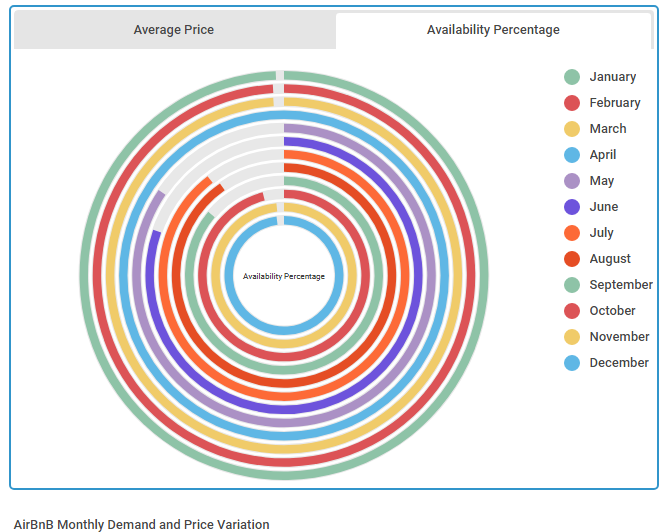 Average Price
Availability Percentage
January
February
March
April
May
June
July
August
September
October
November
December
Availability Percentage
AirBnB Monthly Demand and Price Variation